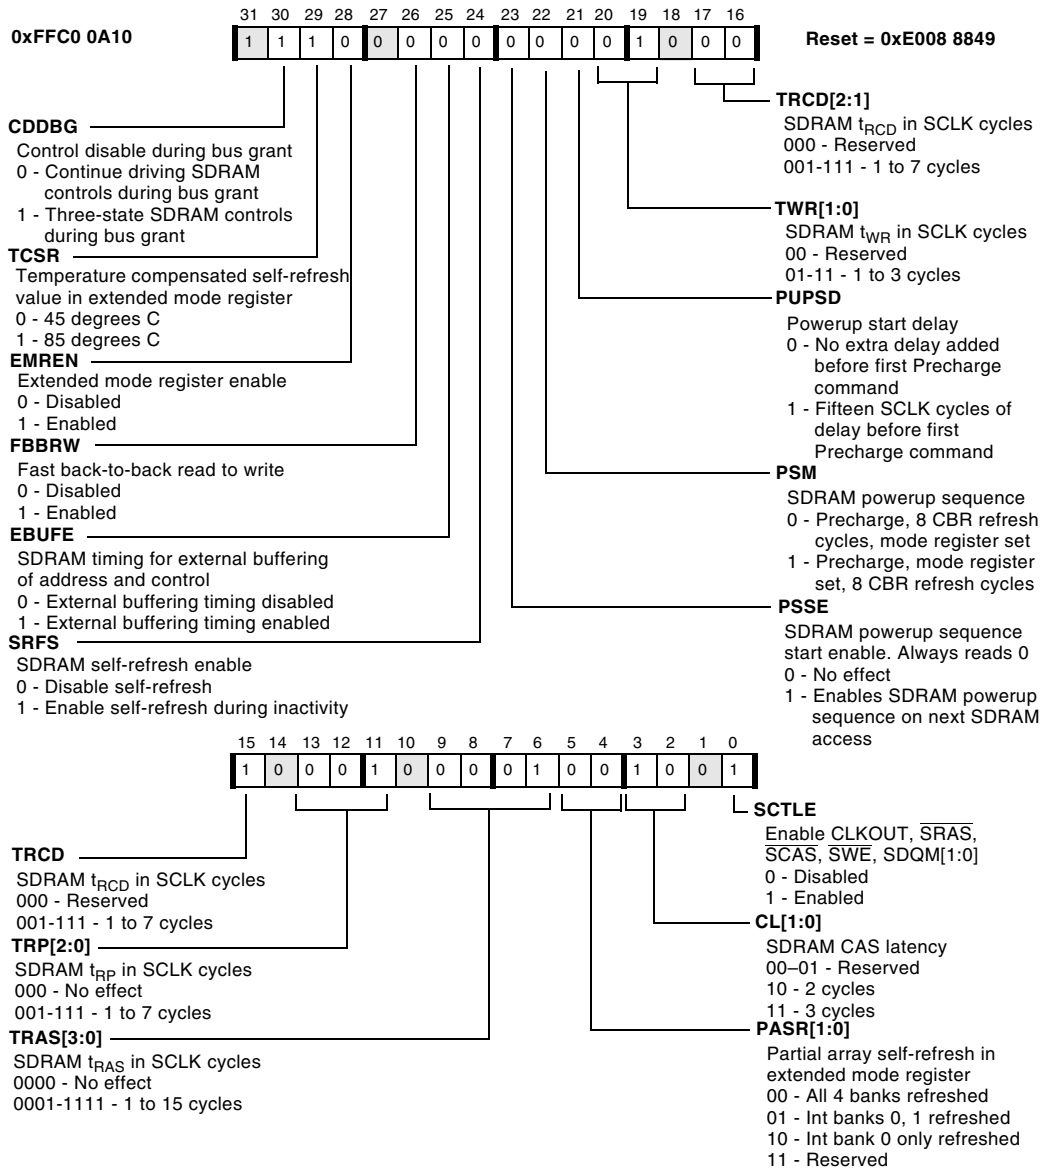 31 30 29 28 27 26 25 24 23 22 21 20 19 18 17 16
0xFFC0 0A10
1 1 1 0 0 0 0 0 0 0 0 0 1 0 0 0
Reset = 0xE008 8849
CDDBG
Control disable during bus grant
0 - Continue driving SDRAM
controls during bus grant
1 - Three-state SDRAM controls
during bus grant
TCSR
Temperature compensated self-refresh
value in extended mode register
0 - 45 degrees C
1 - 85 degrees C
EMREN
Extended mode register enable
0 - Disabled
1 - Enabled
FBBRW
Fast back-to-back read to write
0 - Disabled
1 - Enabled
EBUFE
SDRAM timing for external buffering
of address and control
0 - External buffering timing disabled
1 - External buffering timing enabled
SRFS
SDRAM self-refresh enable
0 - Disable self-refresh
1 - Enable self-refresh during inactivity
TRCD[2:1]
SDRAM tRCD in SCLK cycles
000 - Reserved
001-111 - 1 to 7 cycles
TWR[1:0]
SDRAM tWR in SCLK cycles
00 - Reserved
01-11 - 1 to 3 cycles
PUPSD
Powerup start delay
0 - No extra delay added
before first Precharge
command
1 - Fifteen SCLK cycles of
delay before first
Precharge command
PSM
SDRAM powerup sequence
0 - Precharge, 8 CBR refresh
cycles, mode register set
1 - Precharge, mode register
set, 8 CBR refresh cycles
PSSE
SDRAM powerup sequence
start enable. Always reads 0
0 - No effect
1 - Enables SDRAM powerup
sequence on next SDRAM
access
15 14 13 12 11 10 9 8 7 6 5 4 3 2 1 0
1 0 0 0 1 0 0 0 0 1 0 0 1 0 0 1
TRCD
SDRAM tRCD in SCLK cycles
000 - Reserved
001-111 - 1 to 7 cycles
TRP[2:0]
SDRAM tRP in SCLK cycles
000 - No effect
001-111 - 1 to 7 cycles
TRAS[3:0]
SDRAM tRAS in SCLK cycles
0000 - No effect
0001-1111 - 1 to 15 cycles
SCTLE
Enable CLKOUT, SRAS,
SCAS, SWE, SDQM[1:0]
0 - Disabled
1 - Enabled
CL[1:0]
SDRAM CAS latency
00–01 - Reserved
10 - 2 cycles
11 - 3 cycles
PASR[1:0]
Partial array self-refresh in
extended mode register
00 - All 4 banks refreshed
01 - Int banks 0, 1 refreshed
10 - Int bank 0 only refreshed
11 - Reserved